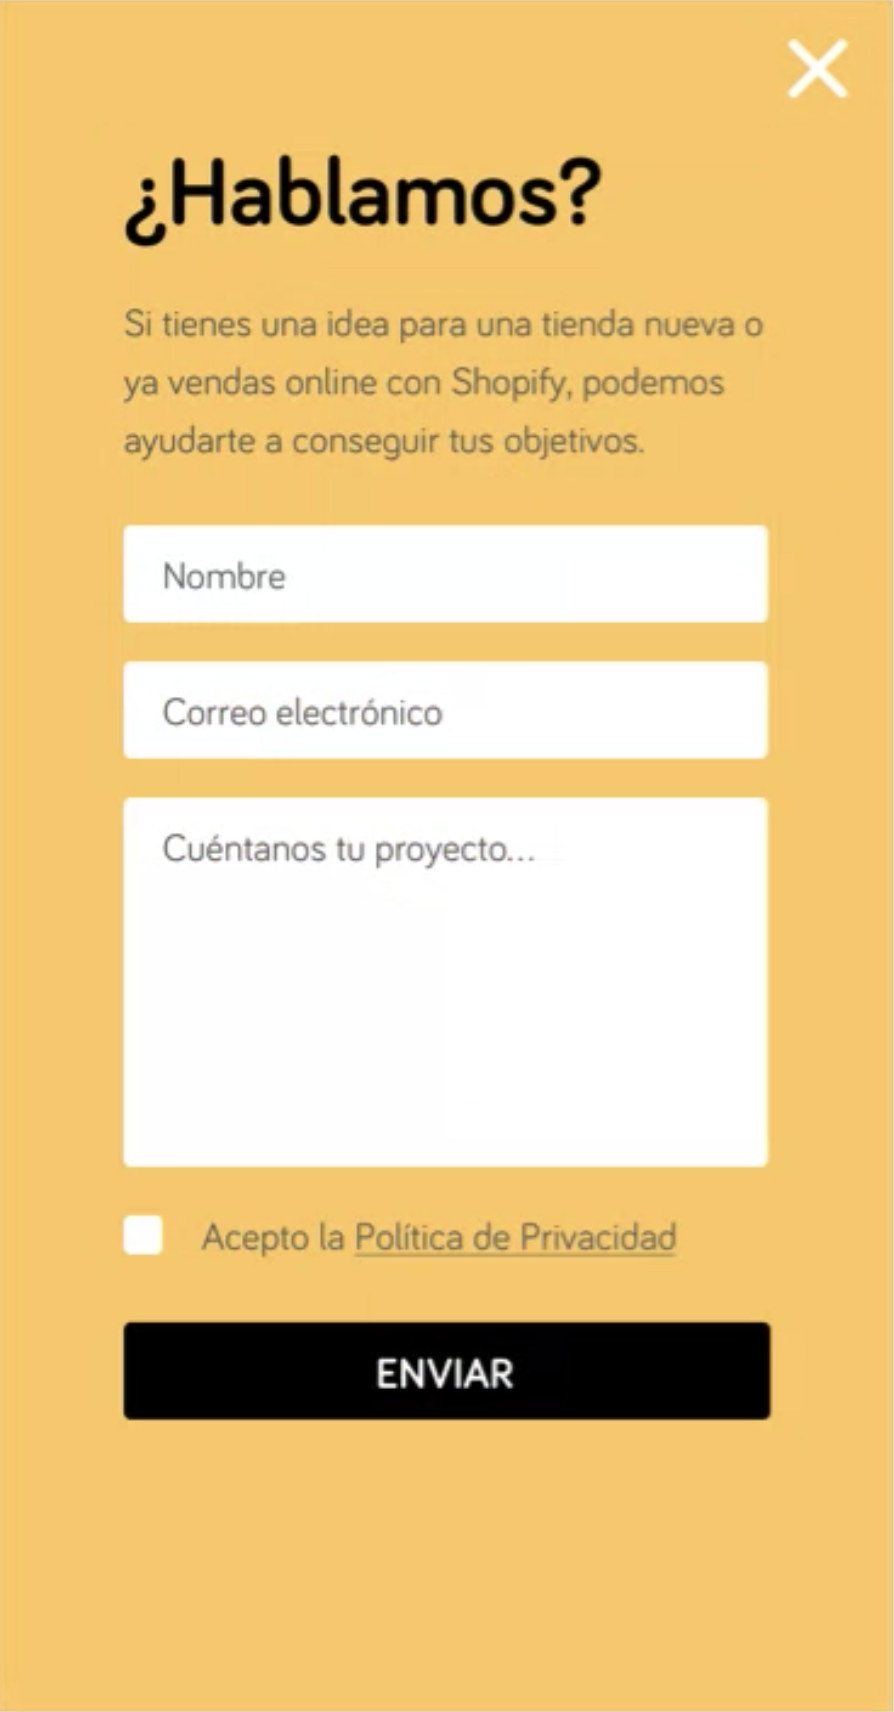 ¿Hablamos?
Si tienes una idea para una tienda nueva o
ya vendas online con Shopify, podemos
ayudarte a conseguir tus objetivos.
Nombre
Correo electrónico
Cuéntanos tu proyecto...
Acepto la Política de Privacidad
ENVIAR